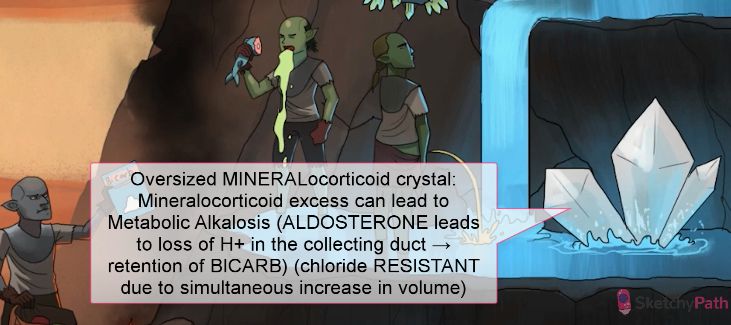 Oversized MINERALocorticoid crystal:
Mineralocorticoid excess can lead to
Metabolic Alkalosis (ALDOSTERONE leads
to loss of H+ in the collecting duct →
retention of BICARB) (chloride RESISTANT
due to simultaneous increase in volume)
SketchyPath